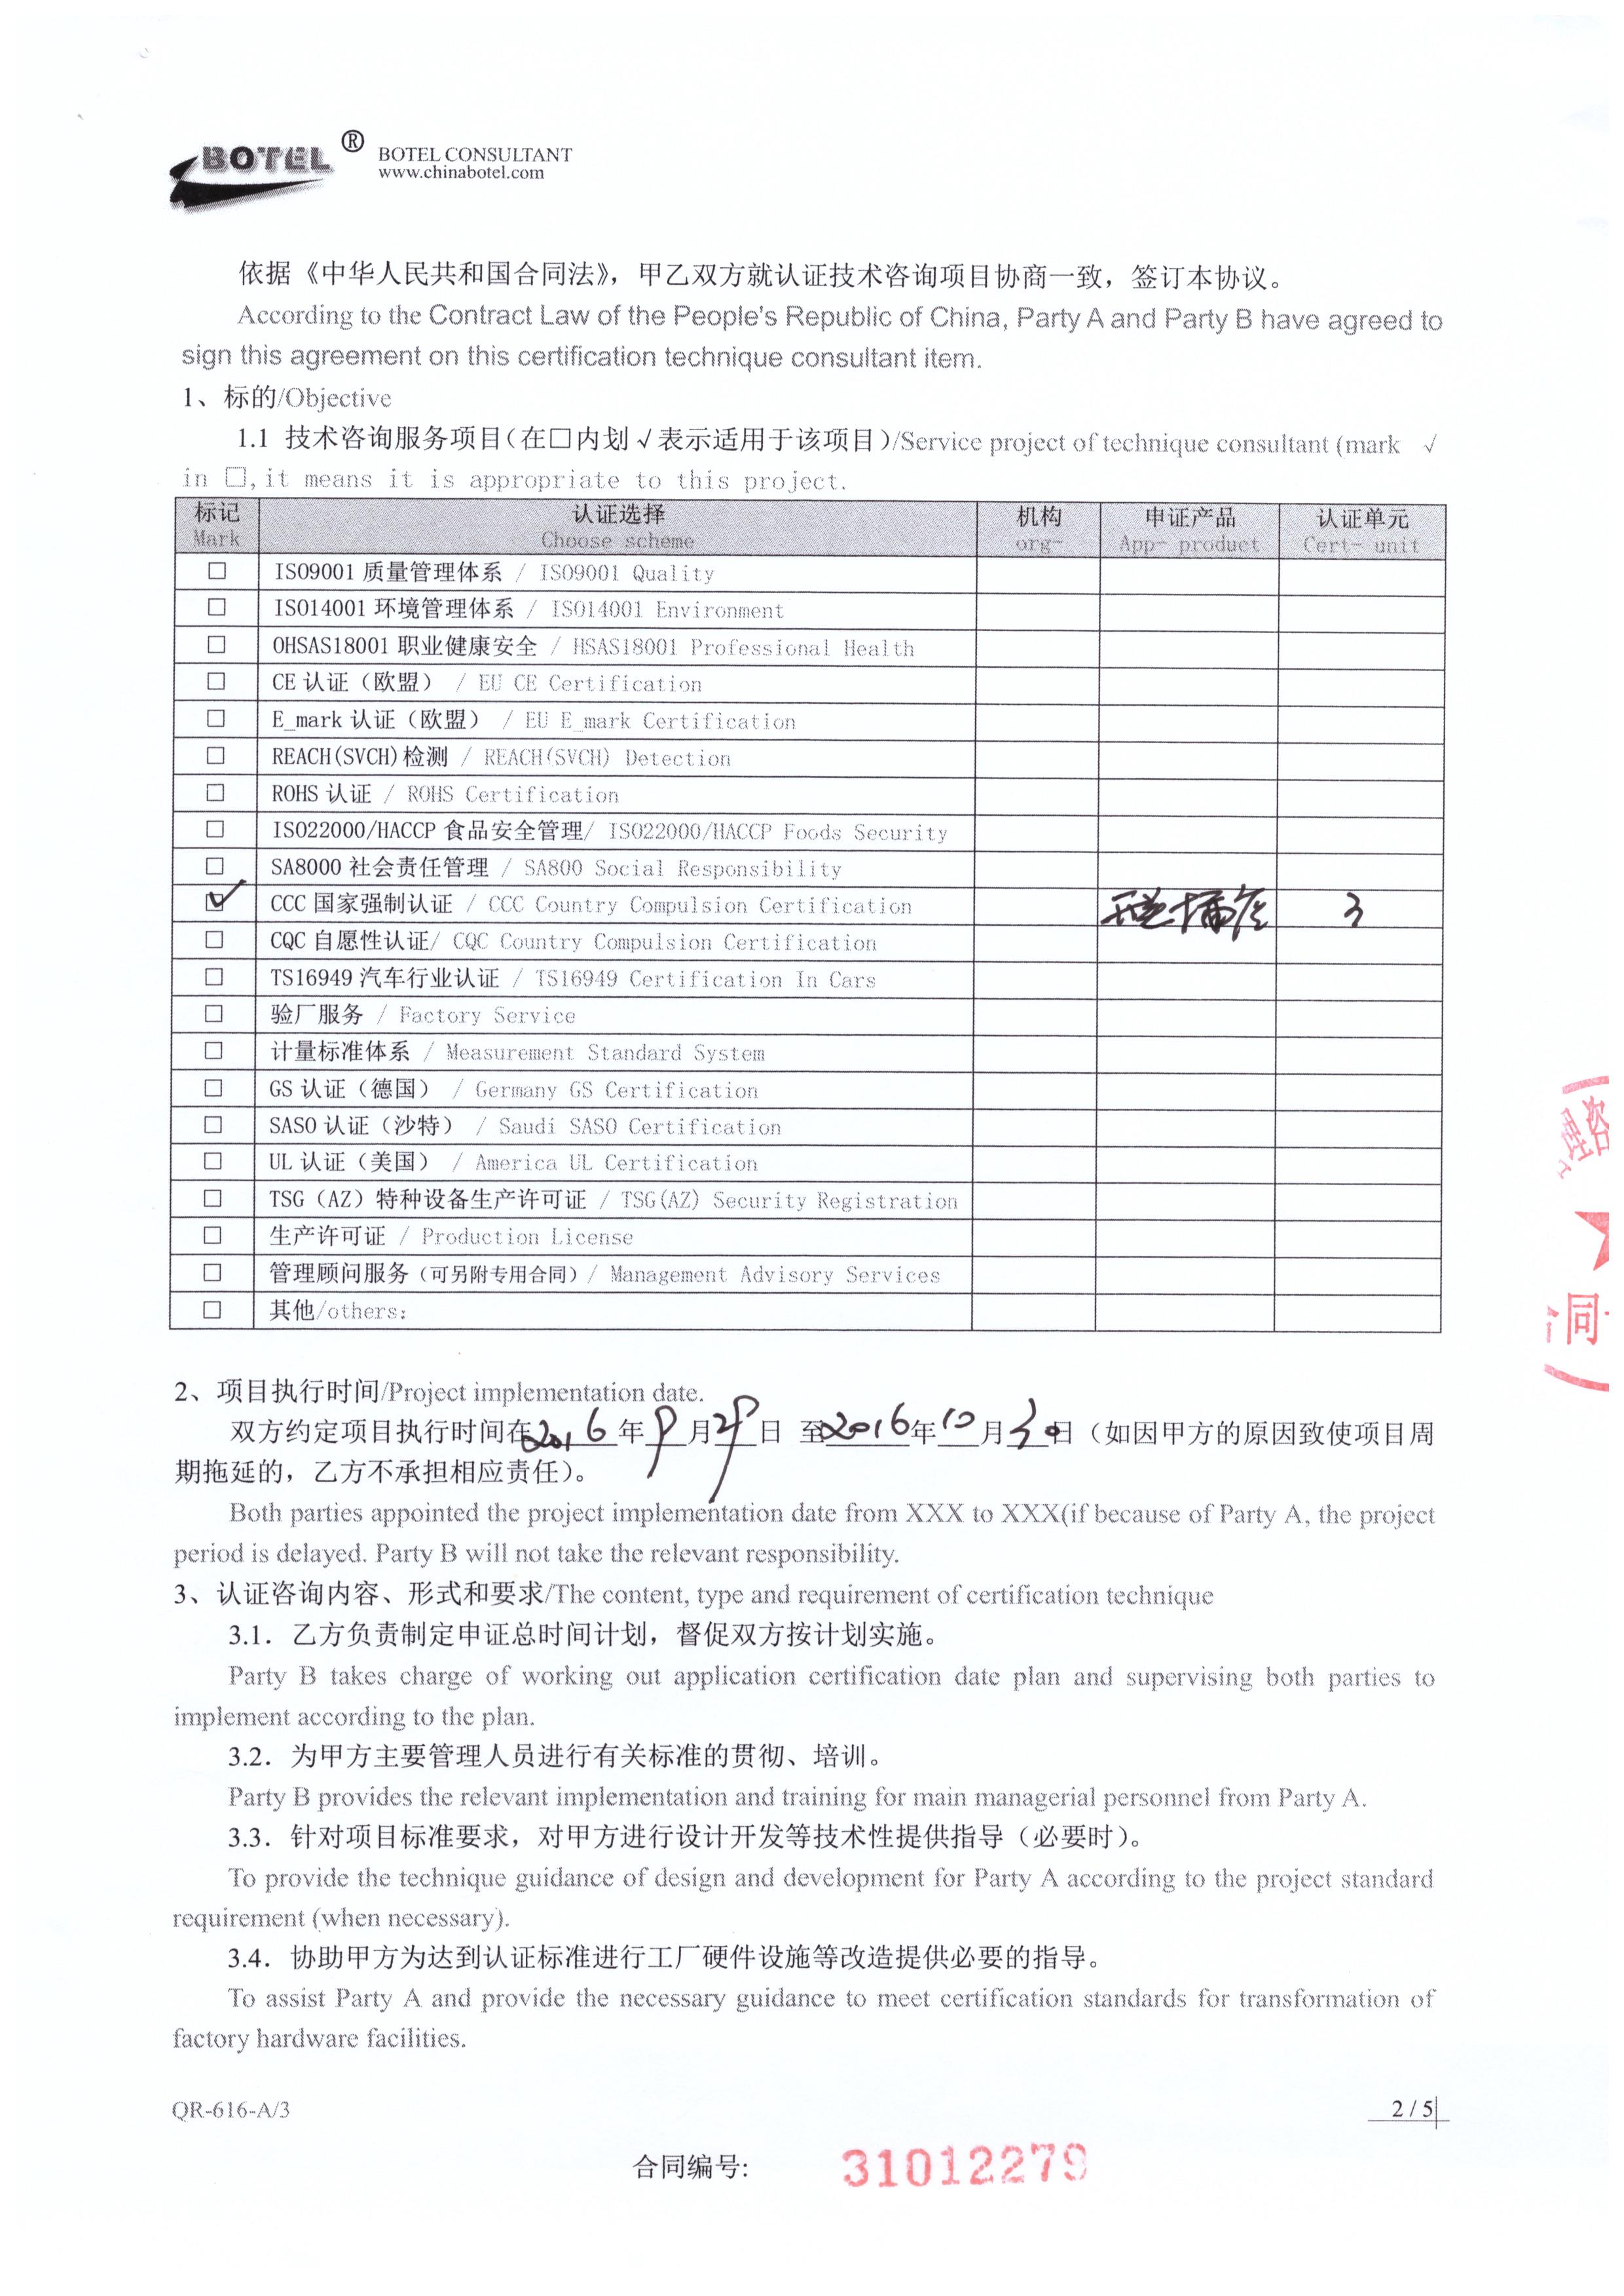 BOTEL ®
BOTEL CONSULTANT
www.chinabotel.com
依据《中华人民共和国合同法》，甲乙双方就认证技术咨询项目协商一致，签订本协议。
According to the Contract Law of the People's Republic of China, Party A and Party B have agreed to
sign this agreement on this certification technique consultant item.
1、标的/Objective
1.1 技术咨询服务项目（在□内划√表示适用于该项目）/Service project of technique consultant (mark √
in □, it means it is appropriate to this project.
标记 认证选择 机构 申证产品 认证单元
Mark Choose scheme org- App- product Cert- unit
□ ISO9001 质量管理体系 / ISO9001 Quality
□ ISO14001 环境管理体系 / ISO14001 Environment
□ OHSAS18001 职业健康安全 / HSAS18001 Professional Health
□ CE 认证（欧盟） / EU CE Certification
□ E_mark 认证（欧盟） / EU E_mark Certification
□ REACH(SVCH)检测 / REACH(SVCH) Detection
□ ROHS 认证 / ROHS Certification
□ ISO22000/HACCP 食品安全管理/ ISO22000/HACCP Foods Security
□ SA8000 社会责任管理 / SA800 Social Responsibility
☑ CCC 国家强制认证 / CCC Country Compulsion Certification 3
□ CQC 自愿性认证/ CQC Country Compulsion Certification
□ TS16949 汽车行业认证 / TS16949 Certification In Cars
□ 验厂服务 / Factory Service
□ 计量标准体系 / Measurement Standard System
□ GS 认证（德国） / Germany GS Certification
□ SASO 认证（沙特） / Saudi SASO Certification
□ UL 认证（美国） / America UL Certification
□ TSG（AZ）特种设备生产许可证 / TSG(AZ) Security Registration
□ 生产许可证 / Production License
□ 管理顾问服务（可另附专用合同）/ Management Advisory Services
□ 其他/others:
2、项目执行时间/Project implementation date.
双方约定项目执行时间在2016年9月29日 至2016年10月30日（如因甲方的原因致使项目周
期拖延的，乙方不承担相应责任）。
Both parties appointed the project implementation date from XXX to XXX(if because of Party A, the project
period is delayed. Party B will not take the relevant responsibility.
3、认证咨询内容、形式和要求/The content, type and requirement of certification technique
3.1. 乙方负责制定申证总时间计划，督促双方按计划实施。
Party B takes charge of working out application certification date plan and supervising both parties to
implement according to the plan.
3.2. 为甲方主要管理人员进行有关标准的贯彻、培训。
Party B provides the relevant implementation and training for main managerial personnel from Party A.
3.3. 针对项目标准要求，对甲方进行设计开发等技术性提供指导（必要时）。
To provide the technique guidance of design and development for Party A according to the project standard
requirement (when necessary).
3.4. 协助甲方为达到认证标准进行工厂硬件设施等改造提供必要的指导。
To assist Party A and provide the necessary guidance to meet certification standards for transformation of
factory hardware facilities.
QR-616-A/3
2 / 5
合同编号: 31012279